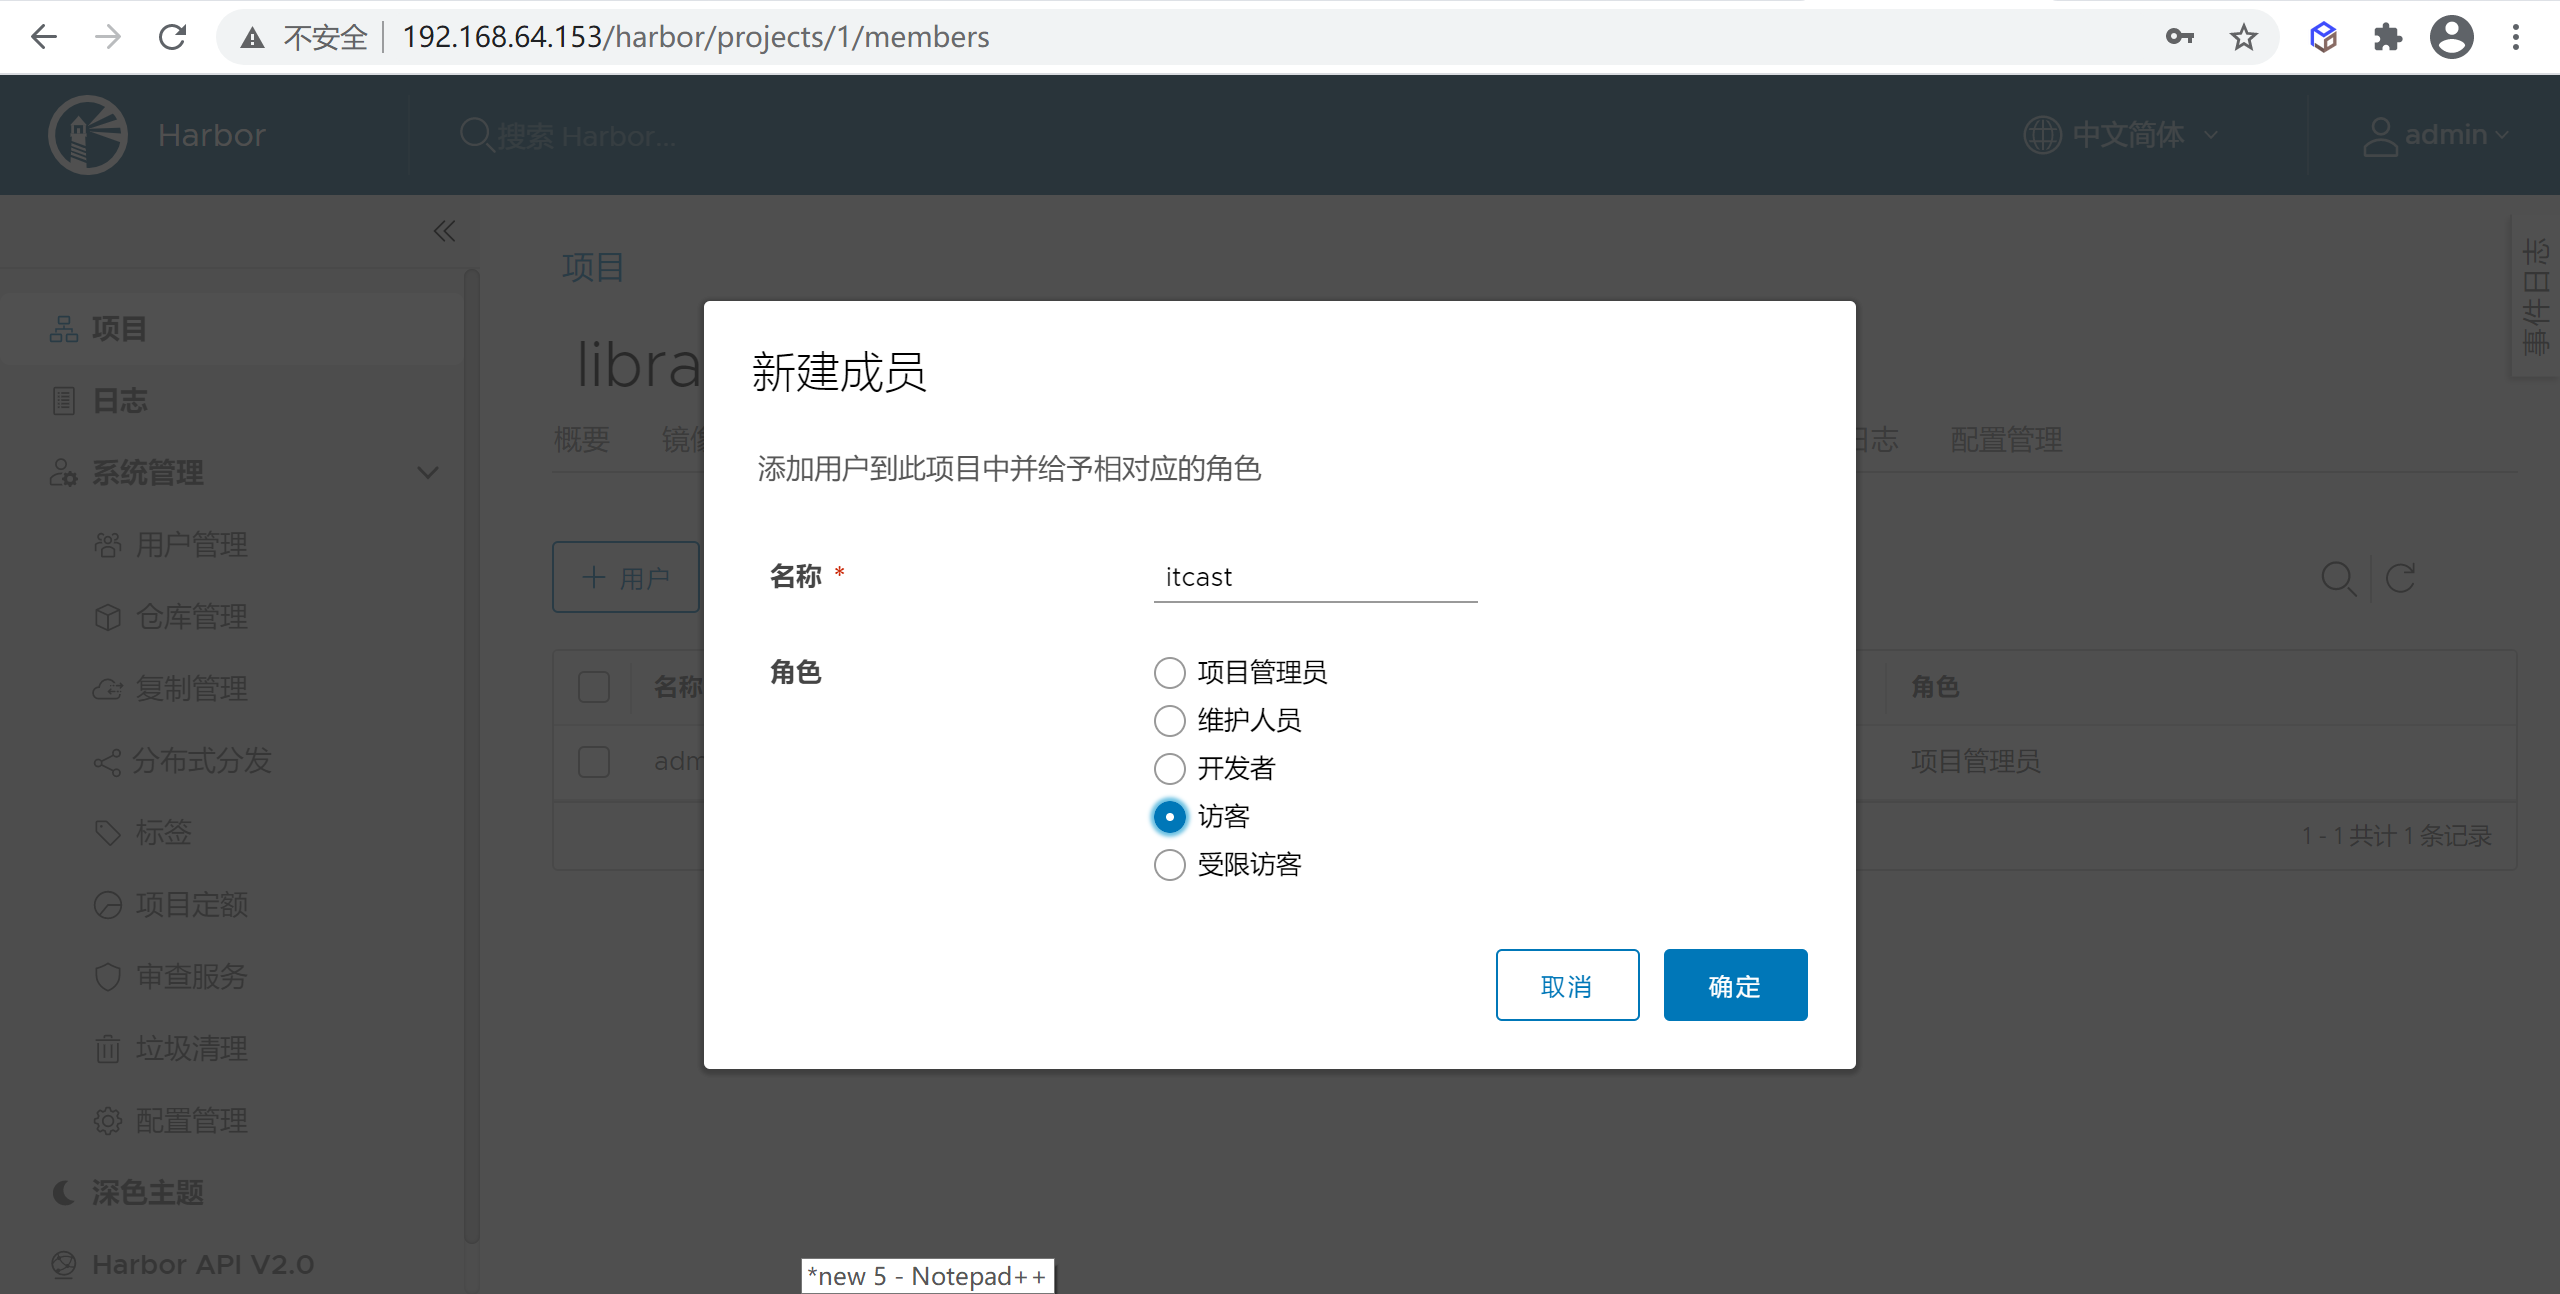 不安全 192.168.64.153/harbor/projects/1/members
Harbor
搜索 Harbor...
中文简体
admin
项目
日志
系统管理
用户管理
仓库管理
复制管理
分布式分发
标签
项目定额
审查服务
垃圾清理
配置管理
深色主题
Harbor API V2.0
项目
libra
概要 镜像 日志 配置管理
+ 用户
名称 角色
adm 项目管理员
1 - 1 共计 1 条记录
事件日志
新建成员
添加用户到此项目中并给予相对应的角色
名称 *
itcast
角色
项目管理员
维护人员
开发者
访客
受限访客
取消 确定
*new 5 - Notepad++